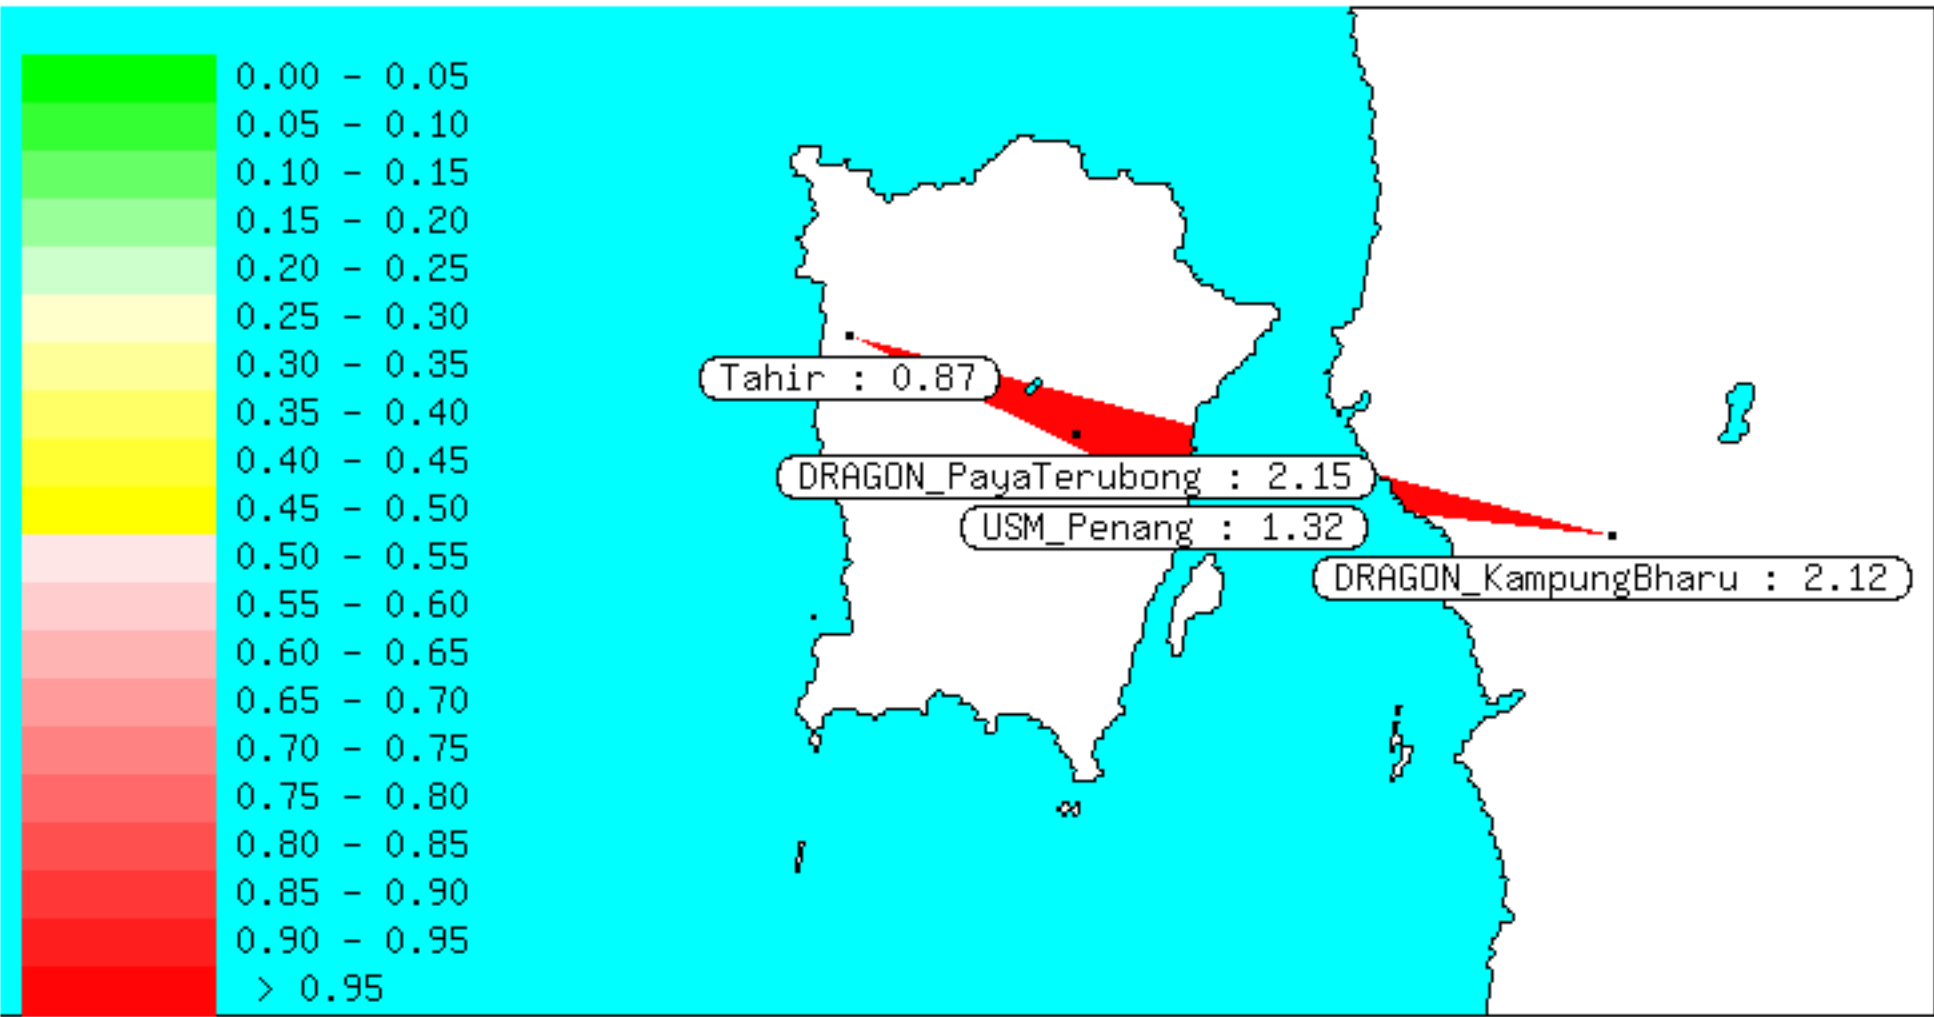 0.00 - 0.05
0.05 - 0.10
0.10 - 0.15
0.15 - 0.20
0.20 - 0.25
0.25 - 0.30
0.30 - 0.35
0.35 - 0.40
0.40 - 0.45
0.45 - 0.50
0.50 - 0.55
0.55 - 0.60
0.60 - 0.65
0.65 - 0.70
0.70 - 0.75
0.75 - 0.80
0.80 - 0.85
0.85 - 0.90
0.90 - 0.95
> 0.95
Tahir : 0.87
DRAGON_PayaTerubong : 2.15
USM_Penang : 1.32
DRAGON_KampungBharu : 2.12